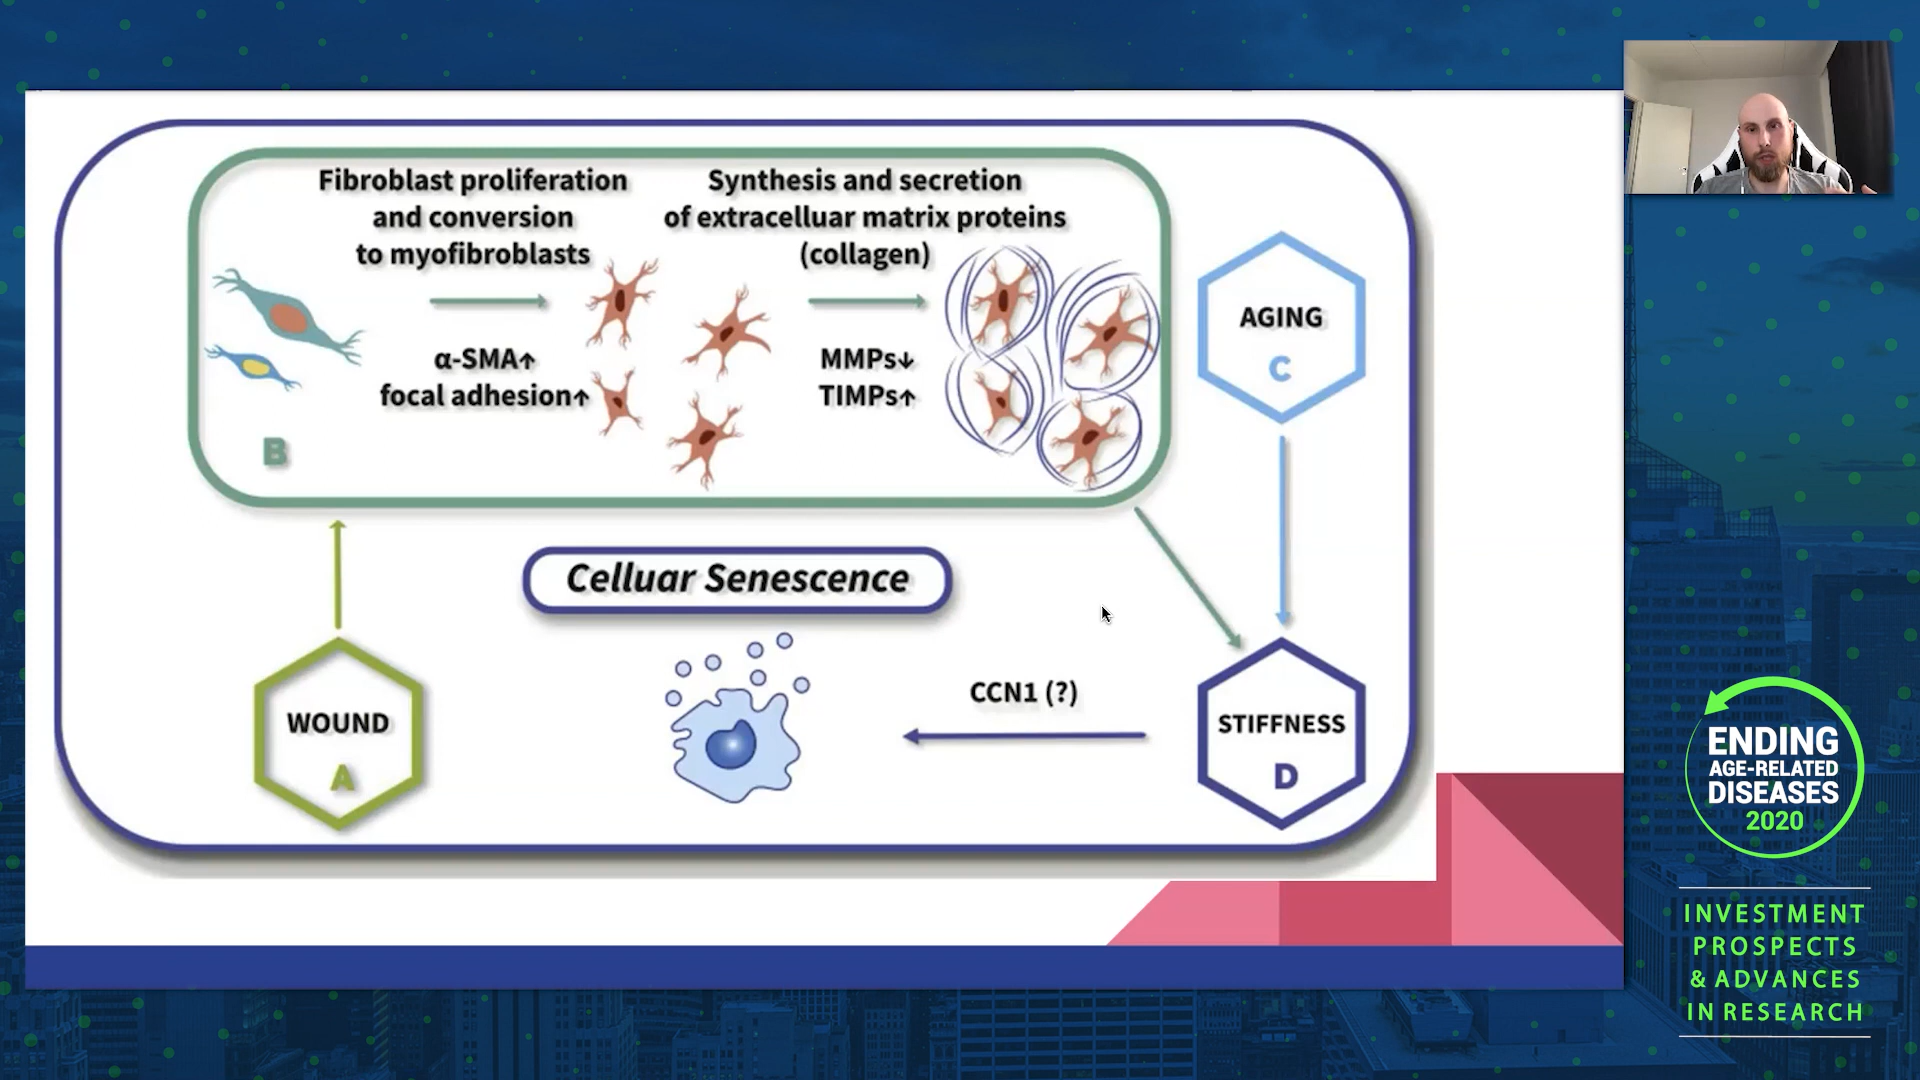 Fibroblast proliferation
and conversion
to myofibroblasts
α-SMA↑
focal adhesion↑
B
Synthesis and secretion
of extracelluar matrix proteins
(collagen)
MMPs↓
TIMPs↑
AGING
C
Celluar Senescence
WOUND
A
CCN1 (?)
STIFFNESS
D
ENDING
AGE-RELATED
DISEASES
2020
INVESTMENT
PROSPECTS
& ADVANCES
IN RESEARCH